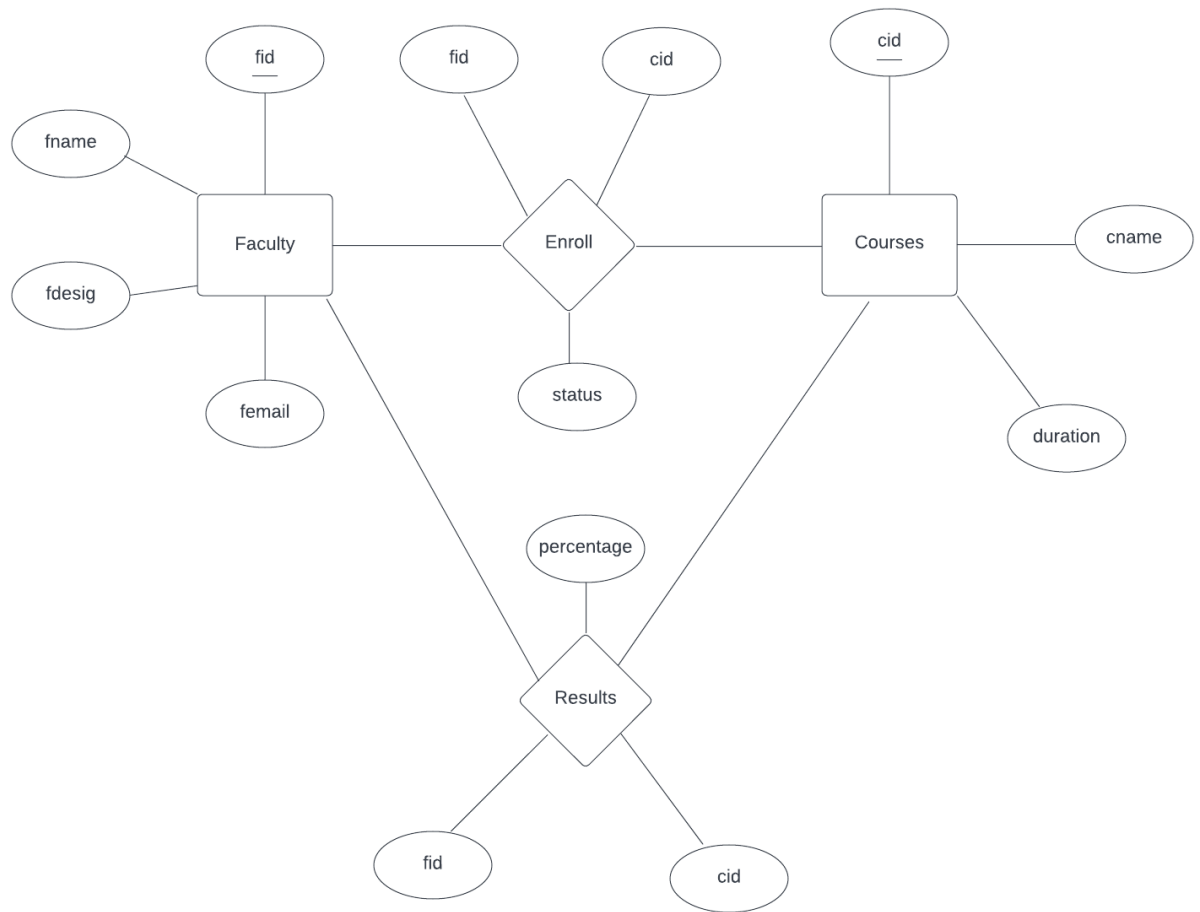 cid
fid
fid
cid
fname
cname
Faculty
Enroll
Courses
fdesig
status
femail
duration
percentage
Results
fid
cid